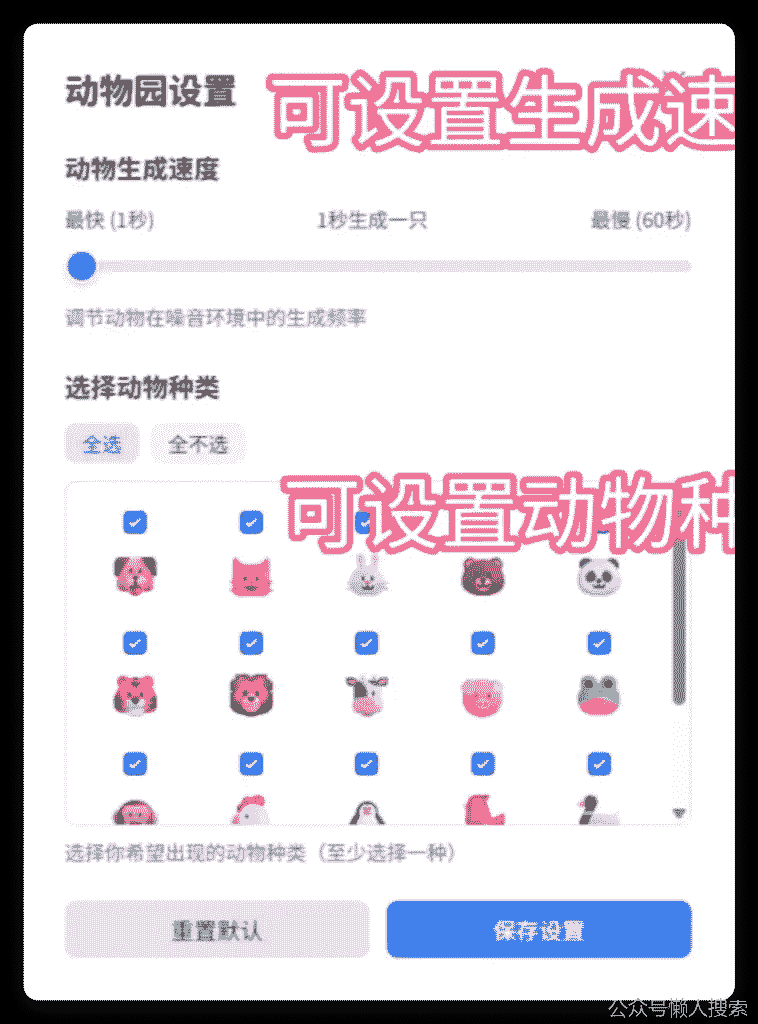 动物园设置
可设置生成速
动物生成速度
最快 (1秒)
1秒生成一只
最慢 (60秒)
调节动物在噪音环境中的生成频率
选择动物种类
全选
全不选
可设置动物种
选择你希望出现的动物种类（至少选择一种）
重置默认
保存设置
公众号懒人搜索